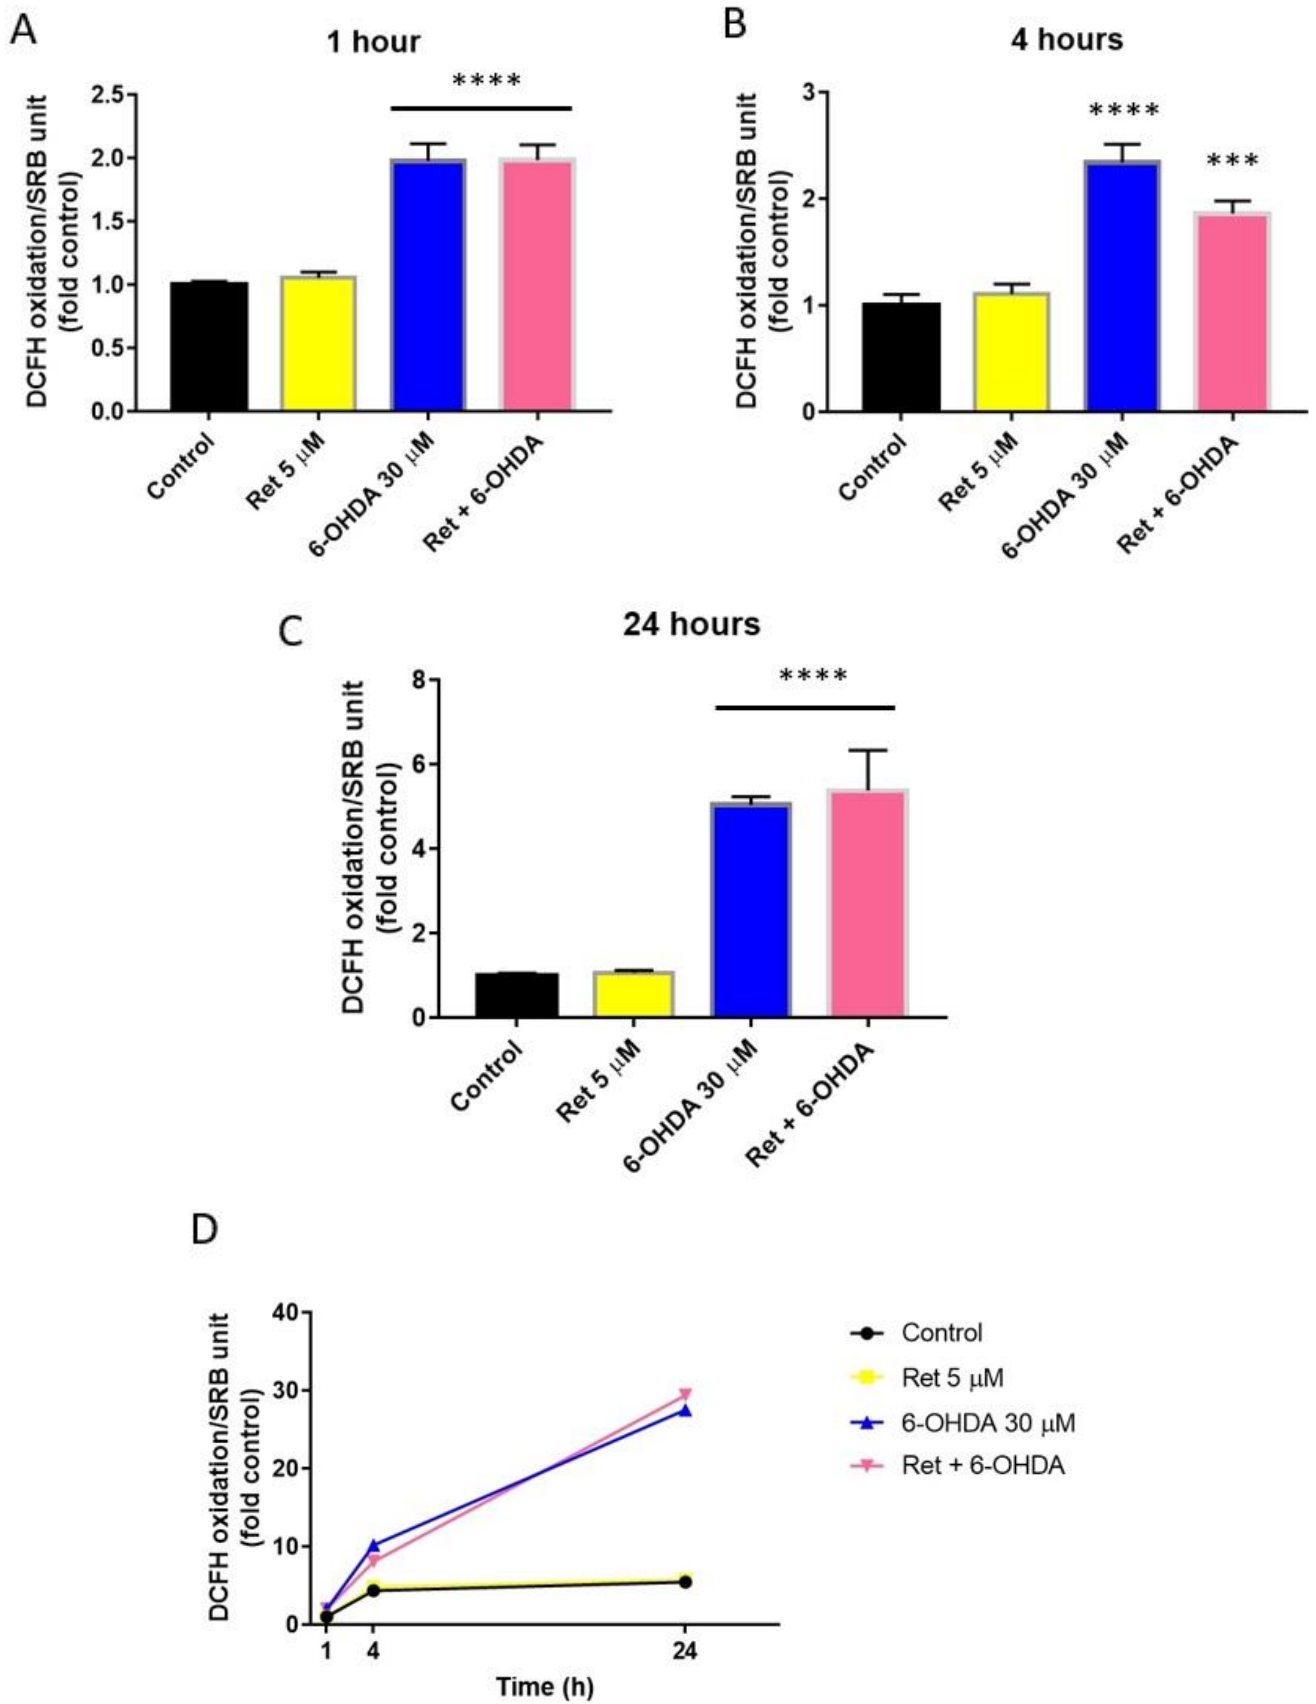 A
1 hour
****
DCFH oxidation/SRB unit
(fold control)
2.5
2.0
1.5
1.0
0.5
0.0
Control
Ret 5 µM
6-OHDA 30 µM
Ret + 6-OHDA
B
4 hours
****
***
DCFH oxidation/SRB unit
(fold control)
3
2
1
0
Control
Ret 5 µM
6-OHDA 30 µM
Ret + 6-OHDA
C
24 hours
****
DCFH oxidation/SRB unit
(fold control)
8
6
4
2
0
Control
Ret 5 µM
6-OHDA 30 µM
Ret + 6-OHDA
D
DCFH oxidation/SRB unit
(fold control)
40
30
20
10
0
1 4 24
Time (h)
Control
Ret 5 µM
6-OHDA 30 µM
Ret + 6-OHDA